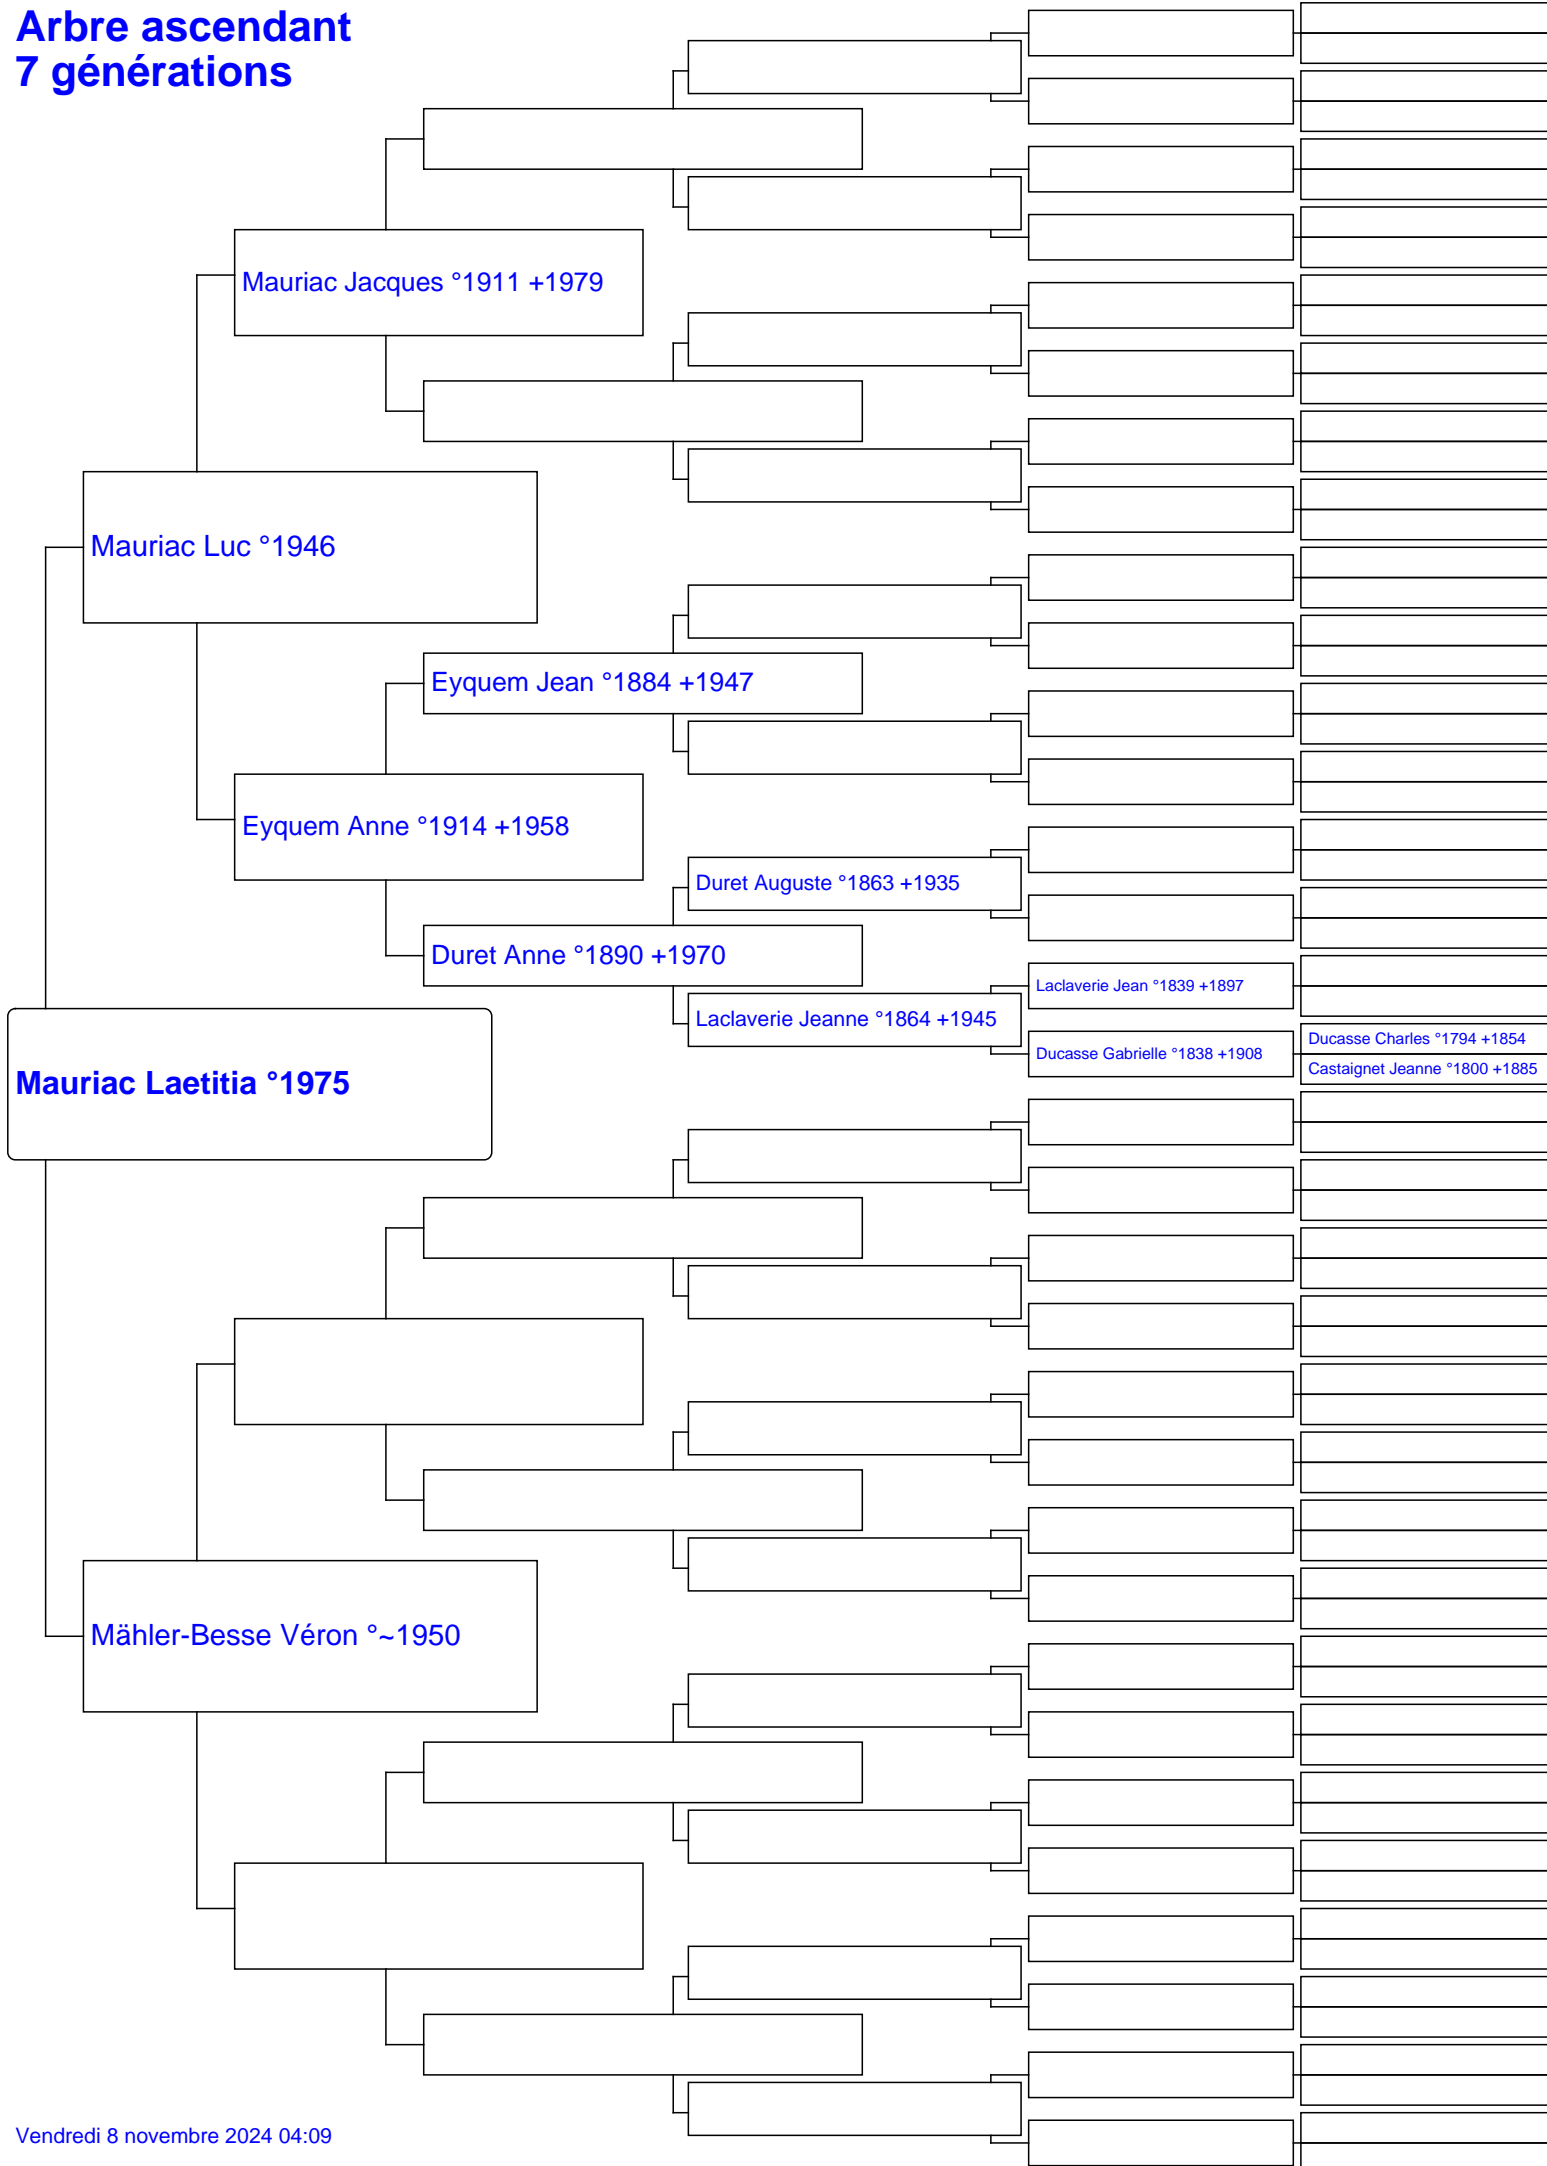 Arbre ascendant
7 générations
Mauriac Jacques °1911 +1979
Mauriac Luc °1946
Eyquem Jean °1884 +1947
Eyquem Anne °1914 +1958
Duret Auguste °1863 +1935
Duret Anne °1890 +1970
Laclaverie Jean °1839 +1897
Laclaverie Jeanne °1864 +1945
Ducasse Charles °1794 +1854
Ducasse Gabrielle °1838 +1908
Castaignet Jeanne °1800 +1885
Mauriac Laetitia °1975
Mähler-Besse Véron °~1950
Vendredi 8 novembre 2024 04:09